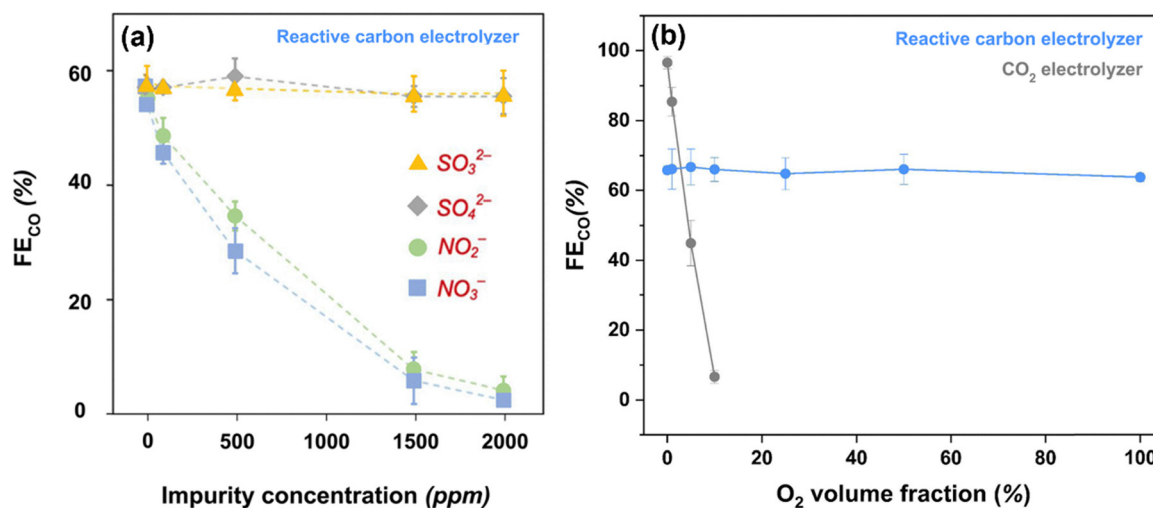 (a)
Reactive carbon electrolyzer
60
40
20
0
FE_CO (%)
SO₃²⁻
SO₄²⁻
NO₂⁻
NO₃⁻
0 500 1000 1500 2000
Impurity concentration (ppm)
(b)
Reactive carbon electrolyzer
CO₂ electrolyzer
100
80
60
40
20
0
FE_CO(%)
0 20 40 60 80 100
O₂ volume fraction (%)